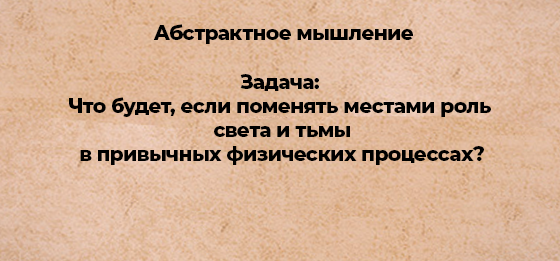 Абстрактное мышление
Задача:
Что будет, если поменять местами роль
света и тьмы
в привычных физических процессах?